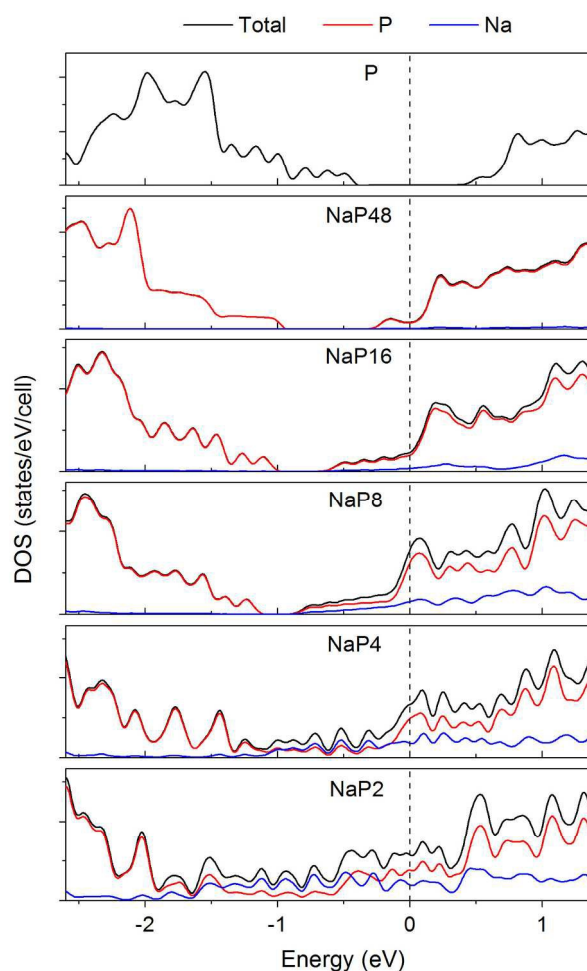 Total P Na
P
NaP48
NaP16
NaP8
NaP4
NaP2
DOS (states/eV/cell)
-2 -1 0 1
Energy (eV)